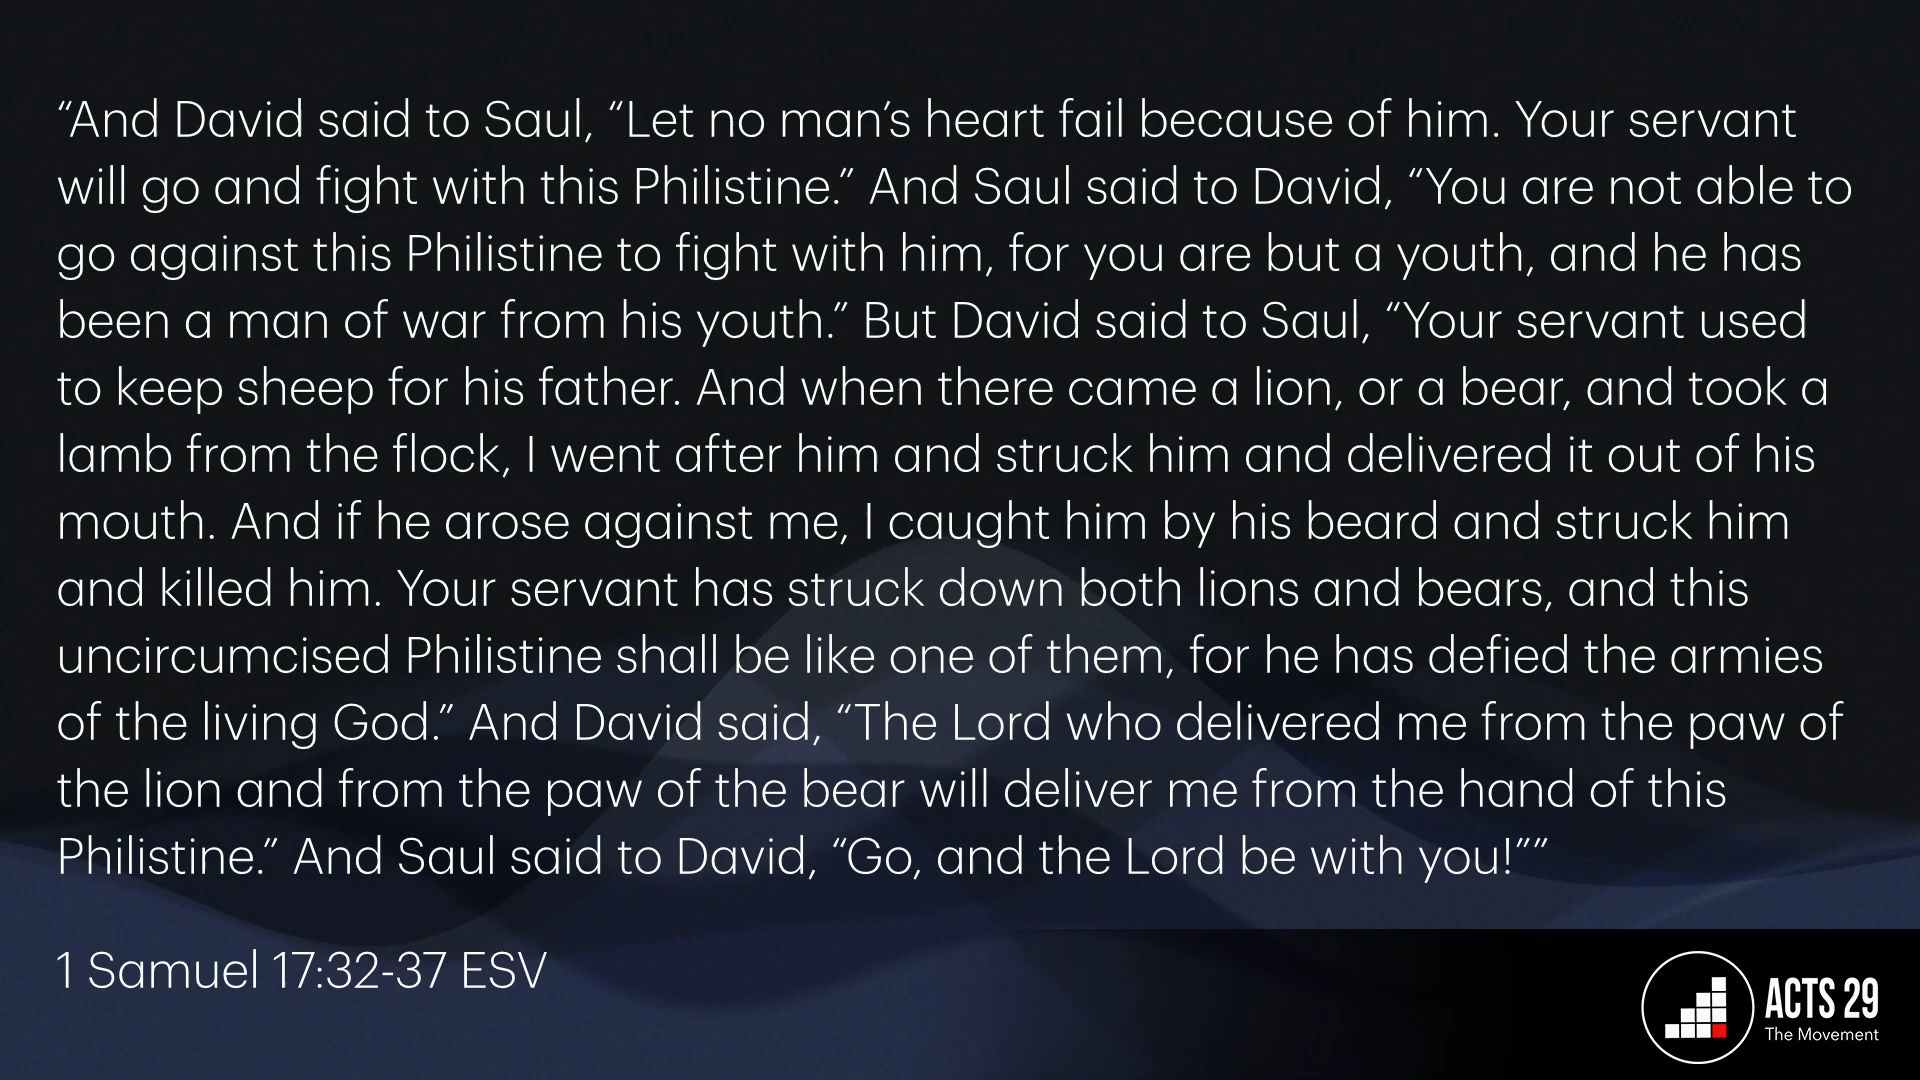 “And David said to Saul, “Let no man’s heart fail because of him. Your servant
will go and fight with this Philistine.” And Saul said to David, “You are not able to
go against this Philistine to fight with him, for you are but a youth, and he has
been a man of war from his youth.” But David said to Saul, “Your servant used
to keep sheep for his father. And when there came a lion, or a bear, and took a
lamb from the flock, I went after him and struck him and delivered it out of his
mouth. And if he arose against me, I caught him by his beard and struck him
and killed him. Your servant has struck down both lions and bears, and this
uncircumcised Philistine shall be like one of them, for he has defied the armies
of the living God.” And David said, “The Lord who delivered me from the paw of
the lion and from the paw of the bear will deliver me from the hand of this
Philistine.” And Saul said to David, “Go, and the Lord be with you!””
1 Samuel 17:32-37 ESV
ACTS 29
The Movement